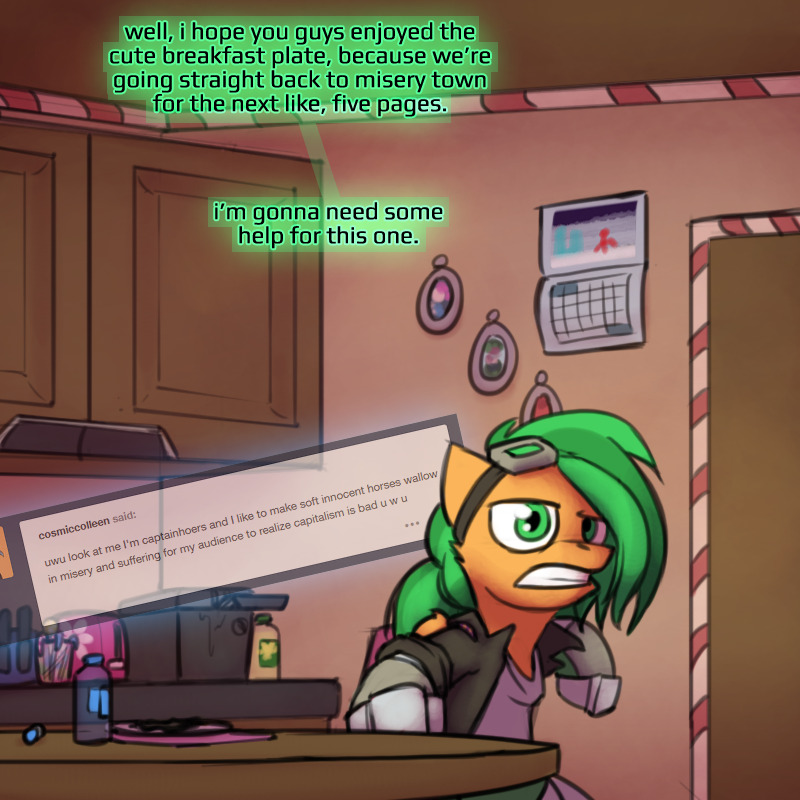 well, i hope you guys enjoyed the
cute breakfast plate, because we're
going straight back to misery town
for the next like, five pages.
i'm gonna need some
help for this one.
cosmiccolleen said:
uwu look at me I'm captainhoers and I like to make soft innocent horses wallow
in misery and suffering for my audience to realize capitalism is bad u w u